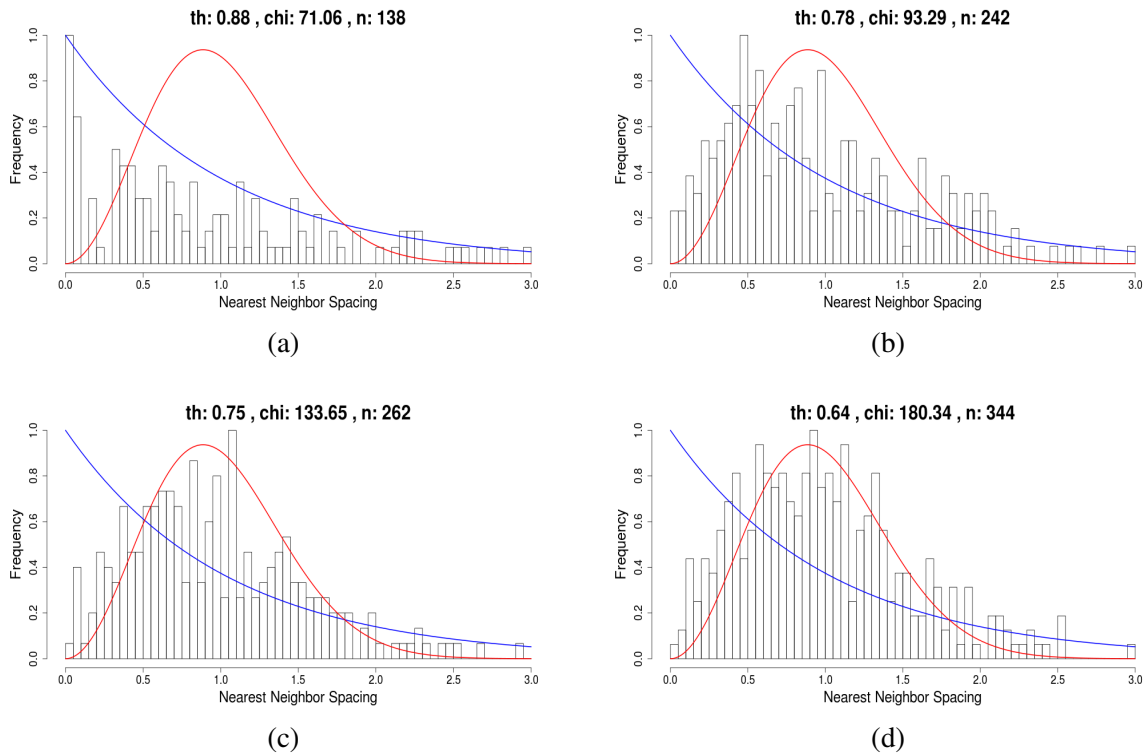 th: 0.88 , chi: 71.06 , n: 138
Frequency
0.0 0.2 0.4 0.6 0.8 1.0
0.0 0.5 1.0 1.5 2.0 2.5 3.0
Nearest Neighbor Spacing
(a)
th: 0.78 , chi: 93.29 , n: 242
Frequency
0.0 0.2 0.4 0.6 0.8 1.0
0.0 0.5 1.0 1.5 2.0 2.5 3.0
Nearest Neighbor Spacing
(b)
th: 0.75 , chi: 133.65 , n: 262
Frequency
0.0 0.2 0.4 0.6 0.8 1.0
0.0 0.5 1.0 1.5 2.0 2.5 3.0
Nearest Neighbor Spacing
(c)
th: 0.64 , chi: 180.34 , n: 344
Frequency
0.0 0.2 0.4 0.6 0.8 1.0
0.0 0.5 1.0 1.5 2.0 2.5 3.0
Nearest Neighbor Spacing
(d)